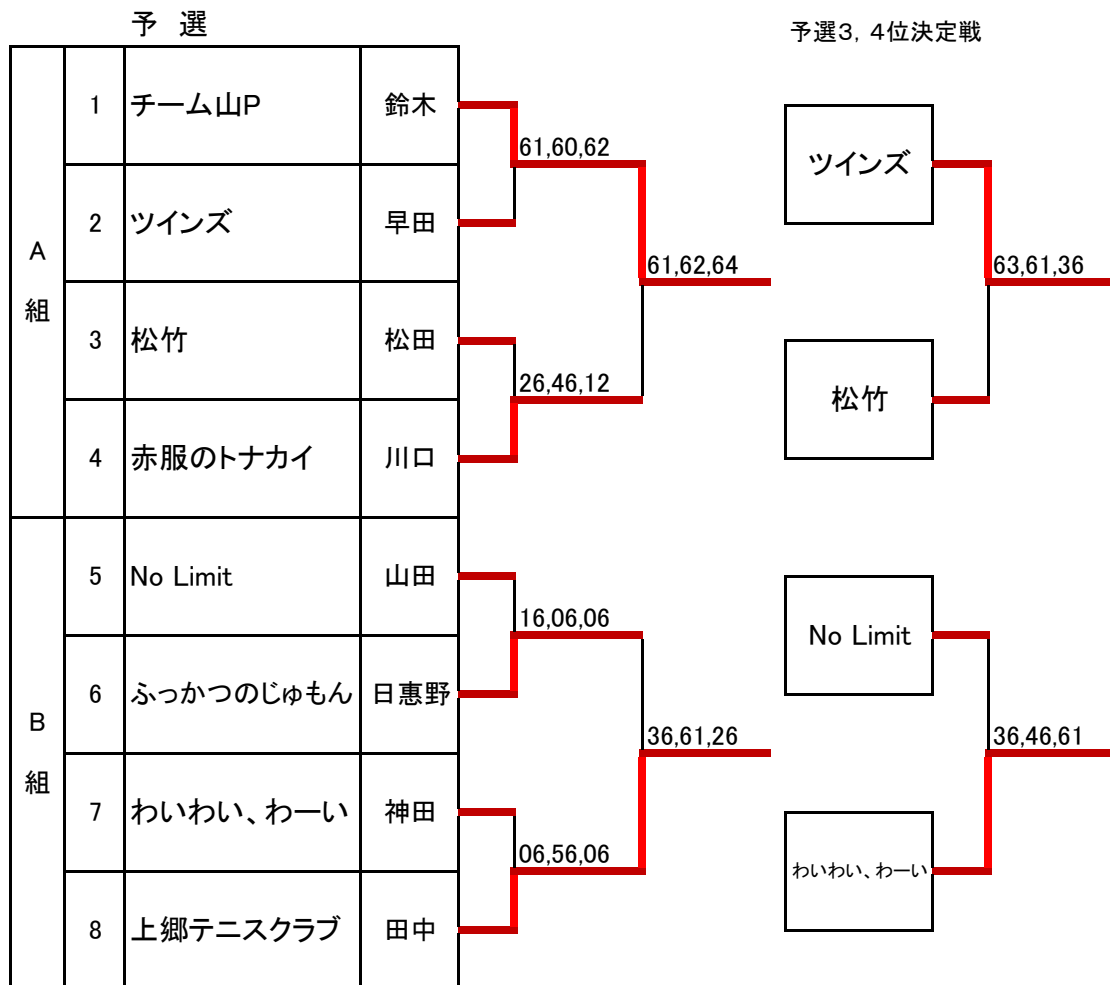 予 選
予選3，4位決定戦
A
組
1 チーム山P 鈴木
61,60,62
2 ツインズ 早田
61,62,64
3 松竹 松田
26,46,12
4 赤服のトナカイ 川口
B
組
5 No Limit 山田
16,06,06
6 ふっかつのじゅもん 日惠野
36,61,26
7 わいわい、わーい 神田
06,56,06
8 上郷テニスクラブ 田中
ツインズ
63,61,36
松竹
No Limit
36,46,61
わいわい、わーい